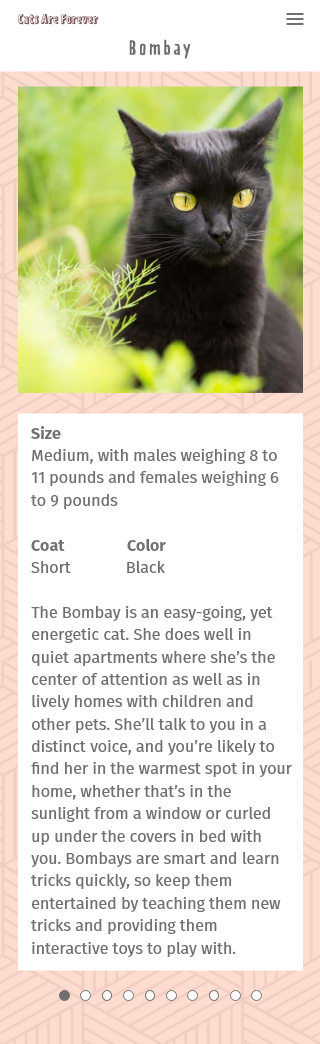 Cats Are Forever
Bombay
Size
Medium, with males weighing 8 to
11 pounds and females weighing 6
to 9 pounds
Coat Color
Short Black
The Bombay is an easy-going, yet
energetic cat. She does well in
quiet apartments where she’s the
center of attention as well as in
lively homes with children and
other pets. She’ll talk to you in a
distinct voice, and you’re likely to
find her in the warmest spot in your
home, whether that’s in the
sunlight from a window or curled
up under the covers in bed with
you. Bombays are smart and learn
tricks quickly, so keep them
entertained by teaching them new
tricks and providing them
interactive toys to play with.